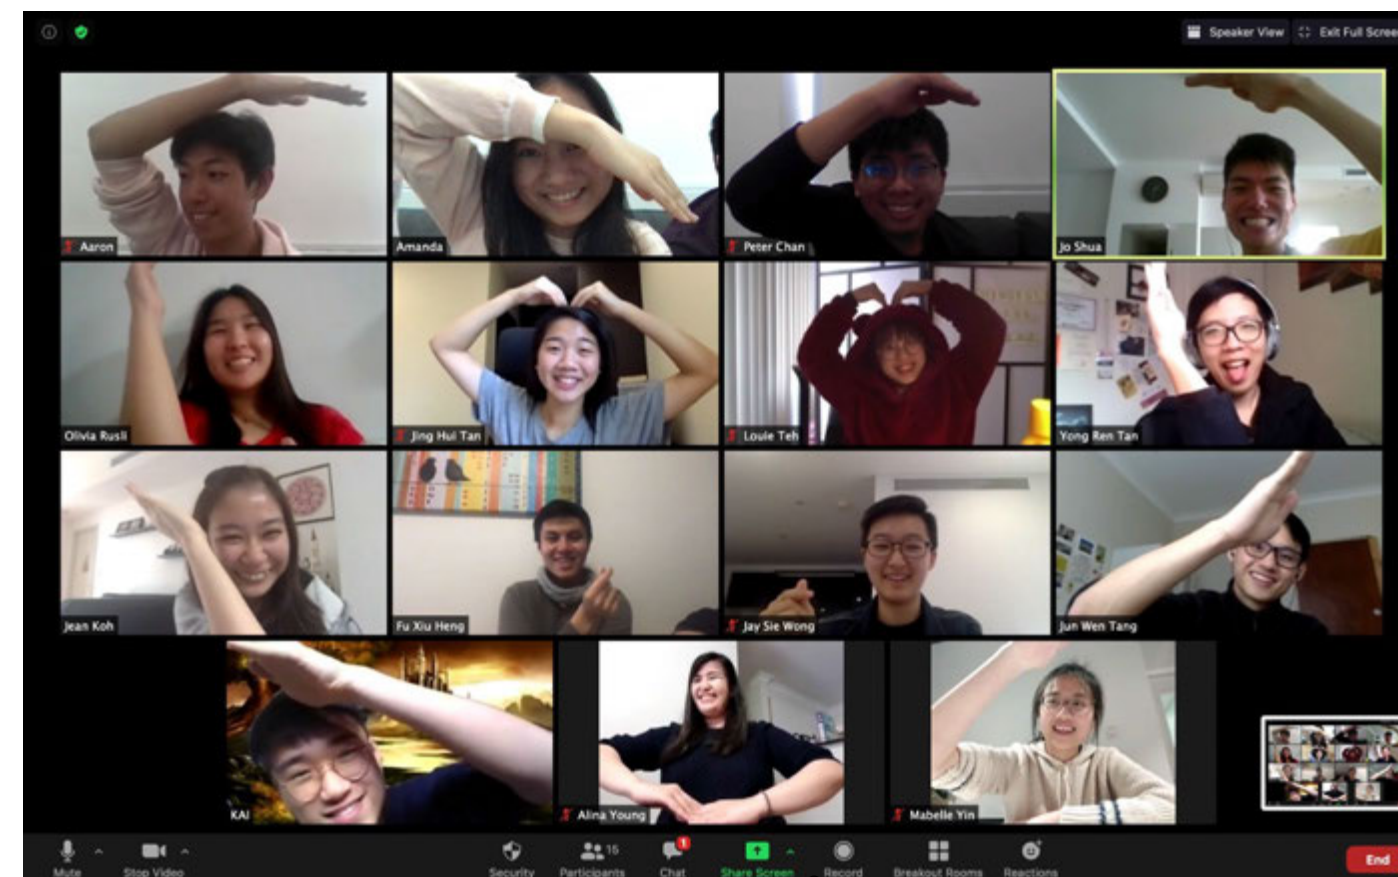 Speaker View Exit Full Scree
Aaron
Amanda
Peter Chan
Jo Shua
Olivia Rusli
Jing Hui Tan
Louie Teh
Yong Ren Tan
Jean Koh
Fu Xiu Heng
Jay Sie Wong
Jun Wen Tang
KAI
Alina Young
Mabelle Yin
Mute
Stop Video
Security
Participants 15
Chat 1
Share Screen
Record
Breakout Rooms
Reactions
End